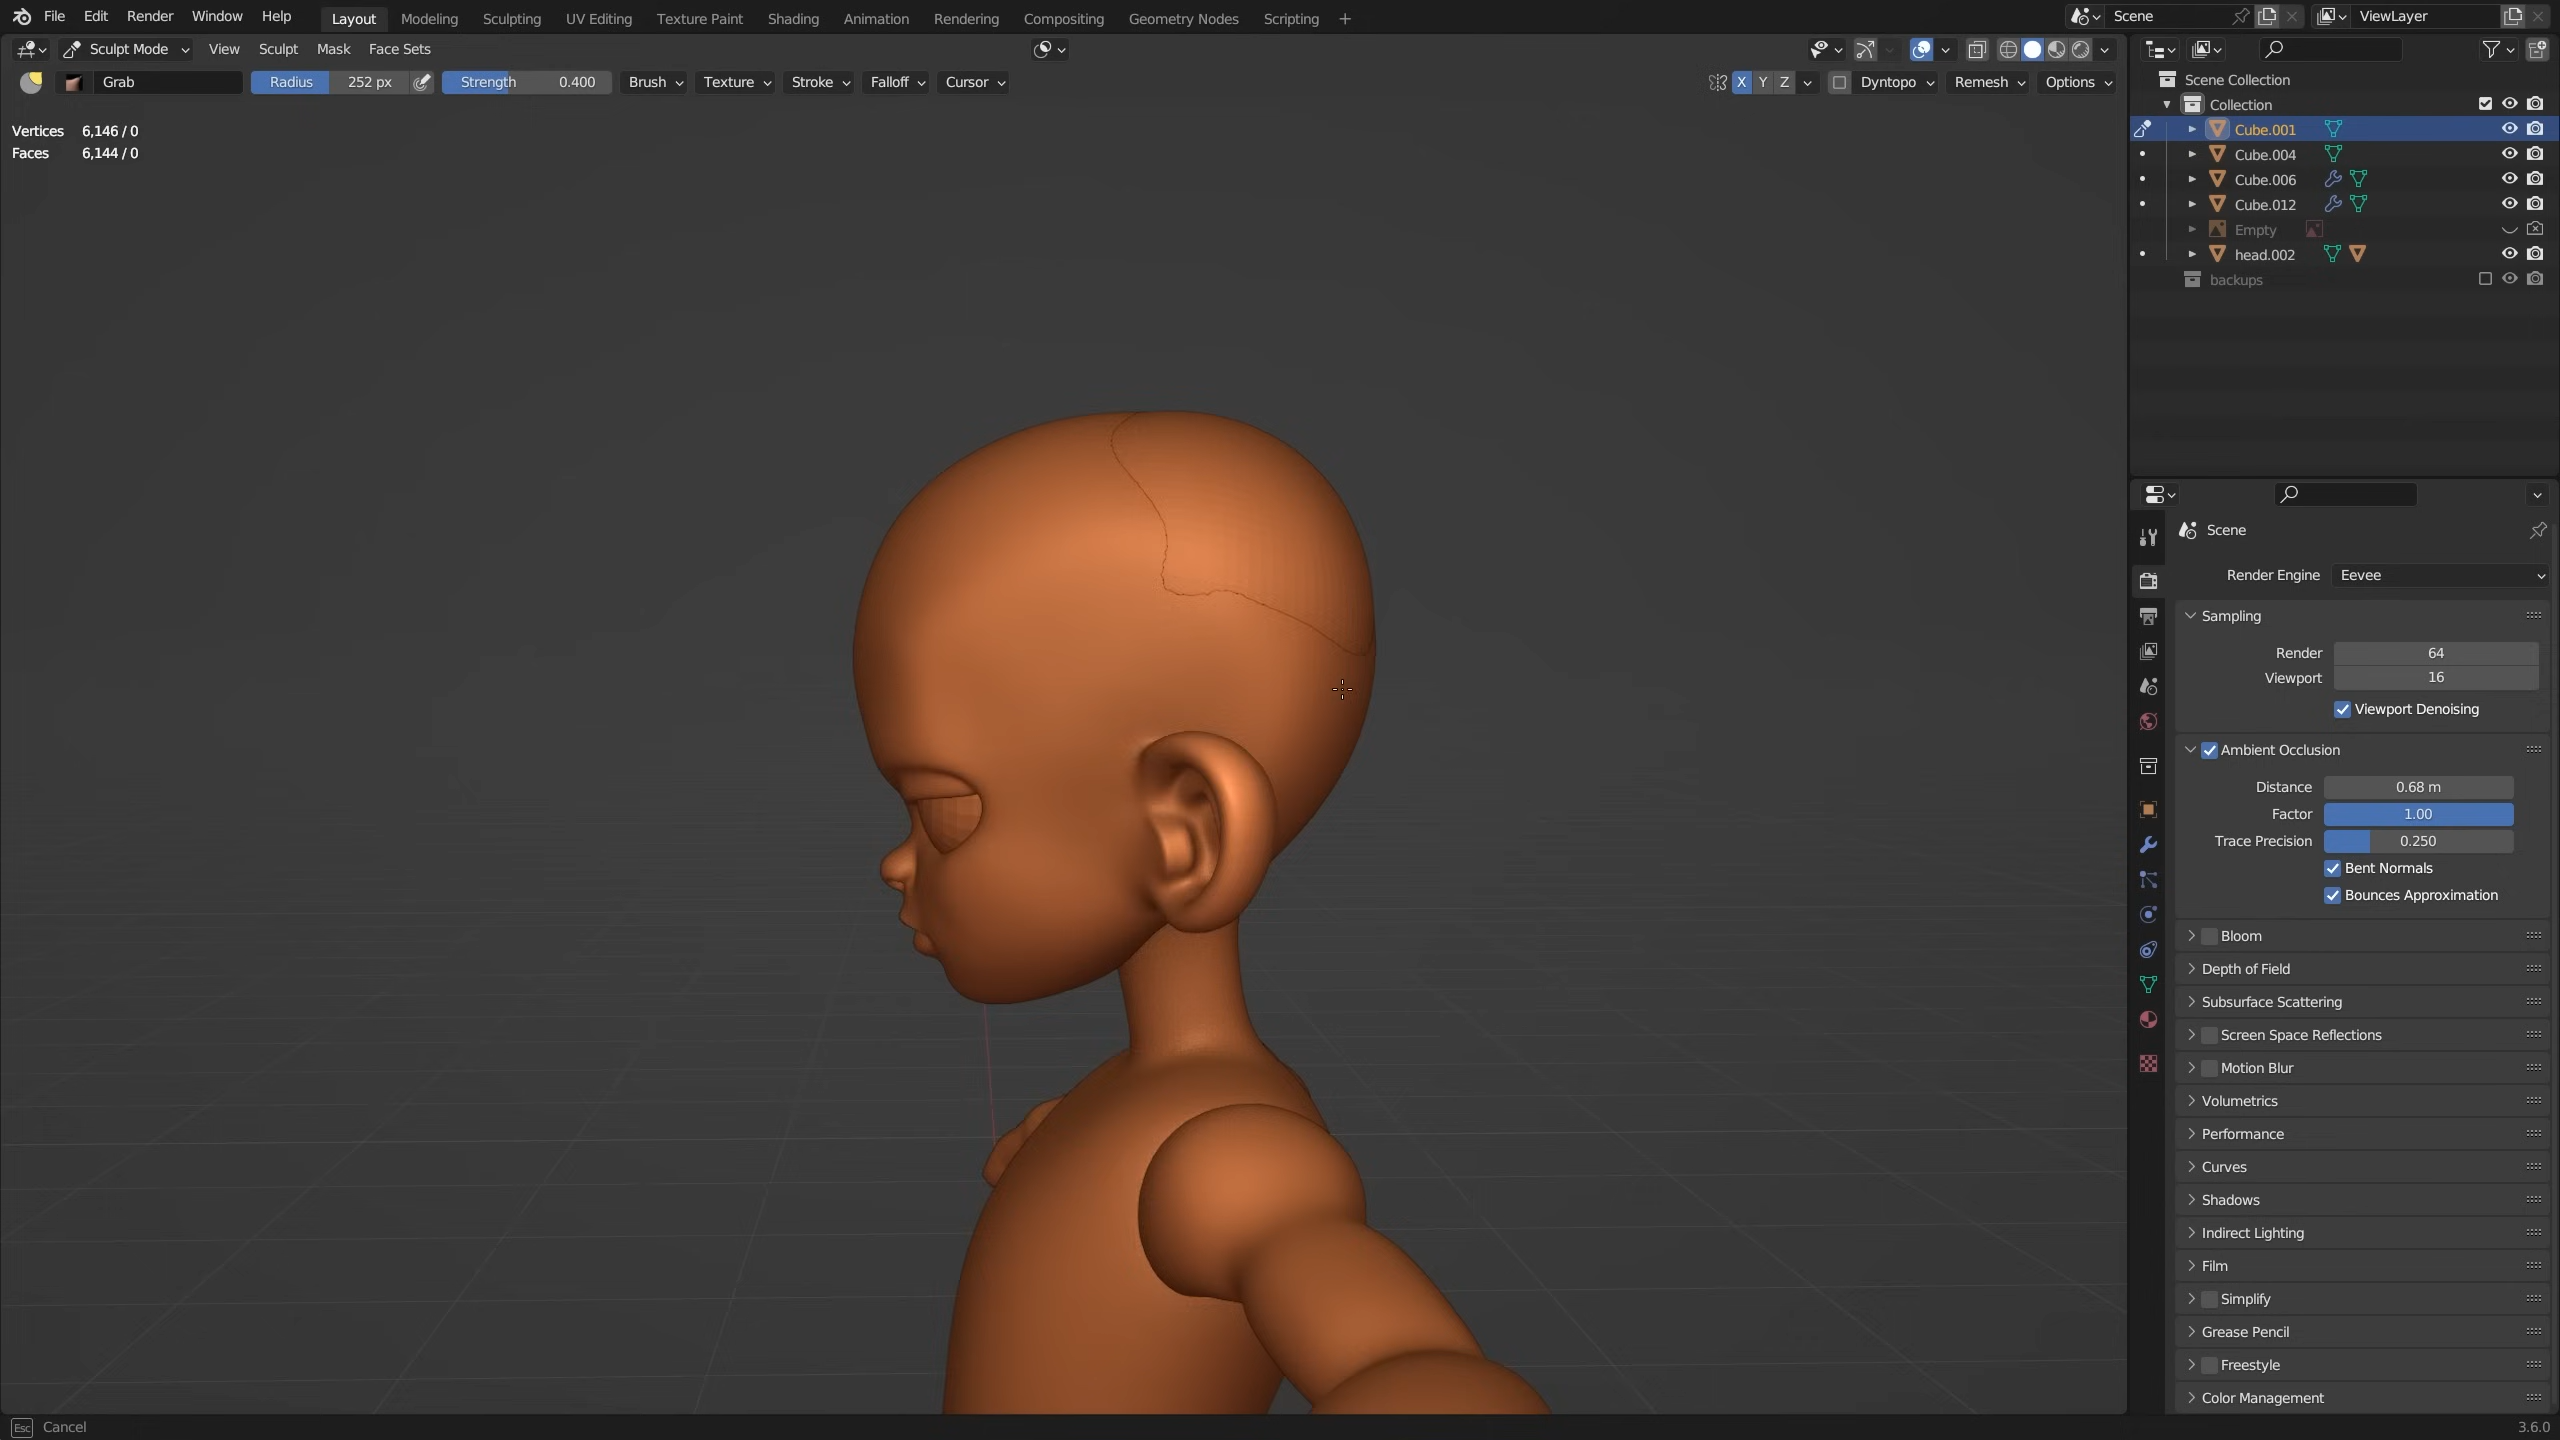 File Edit Render Window Help Layout Modeling Sculpting UV Editing Texture Paint Shading Animation Rendering Compositing Geometry Nodes Scripting + Scene ViewLayer
Sculpt Mode View Sculpt Mask Face Sets
Grab Radius 252 px Strength 0.400 Brush Texture Stroke Falloff Cursor X Y Z Dyntopo Remesh Options
Vertices 6,146 / 0
Faces 6,144 / 0
Scene Collection
Collection
Cube.001
Cube.004
Cube.006
Cube.012
Empty
head.002
backups
Scene
Render Engine Eevee
Sampling
Render 64
Viewport 16
Viewport Denoising
Ambient Occlusion
Distance 0.68 m
Factor 1.00
Trace Precision 0.250
Bent Normals
Bounces Approximation
Bloom
Depth of Field
Subsurface Scattering
Screen Space Reflections
Motion Blur
Volumetrics
Performance
Curves
Shadows
Indirect Lighting
Film
Simplify
Grease Pencil
Freestyle
Color Management
Esc Cancel 3.6.0